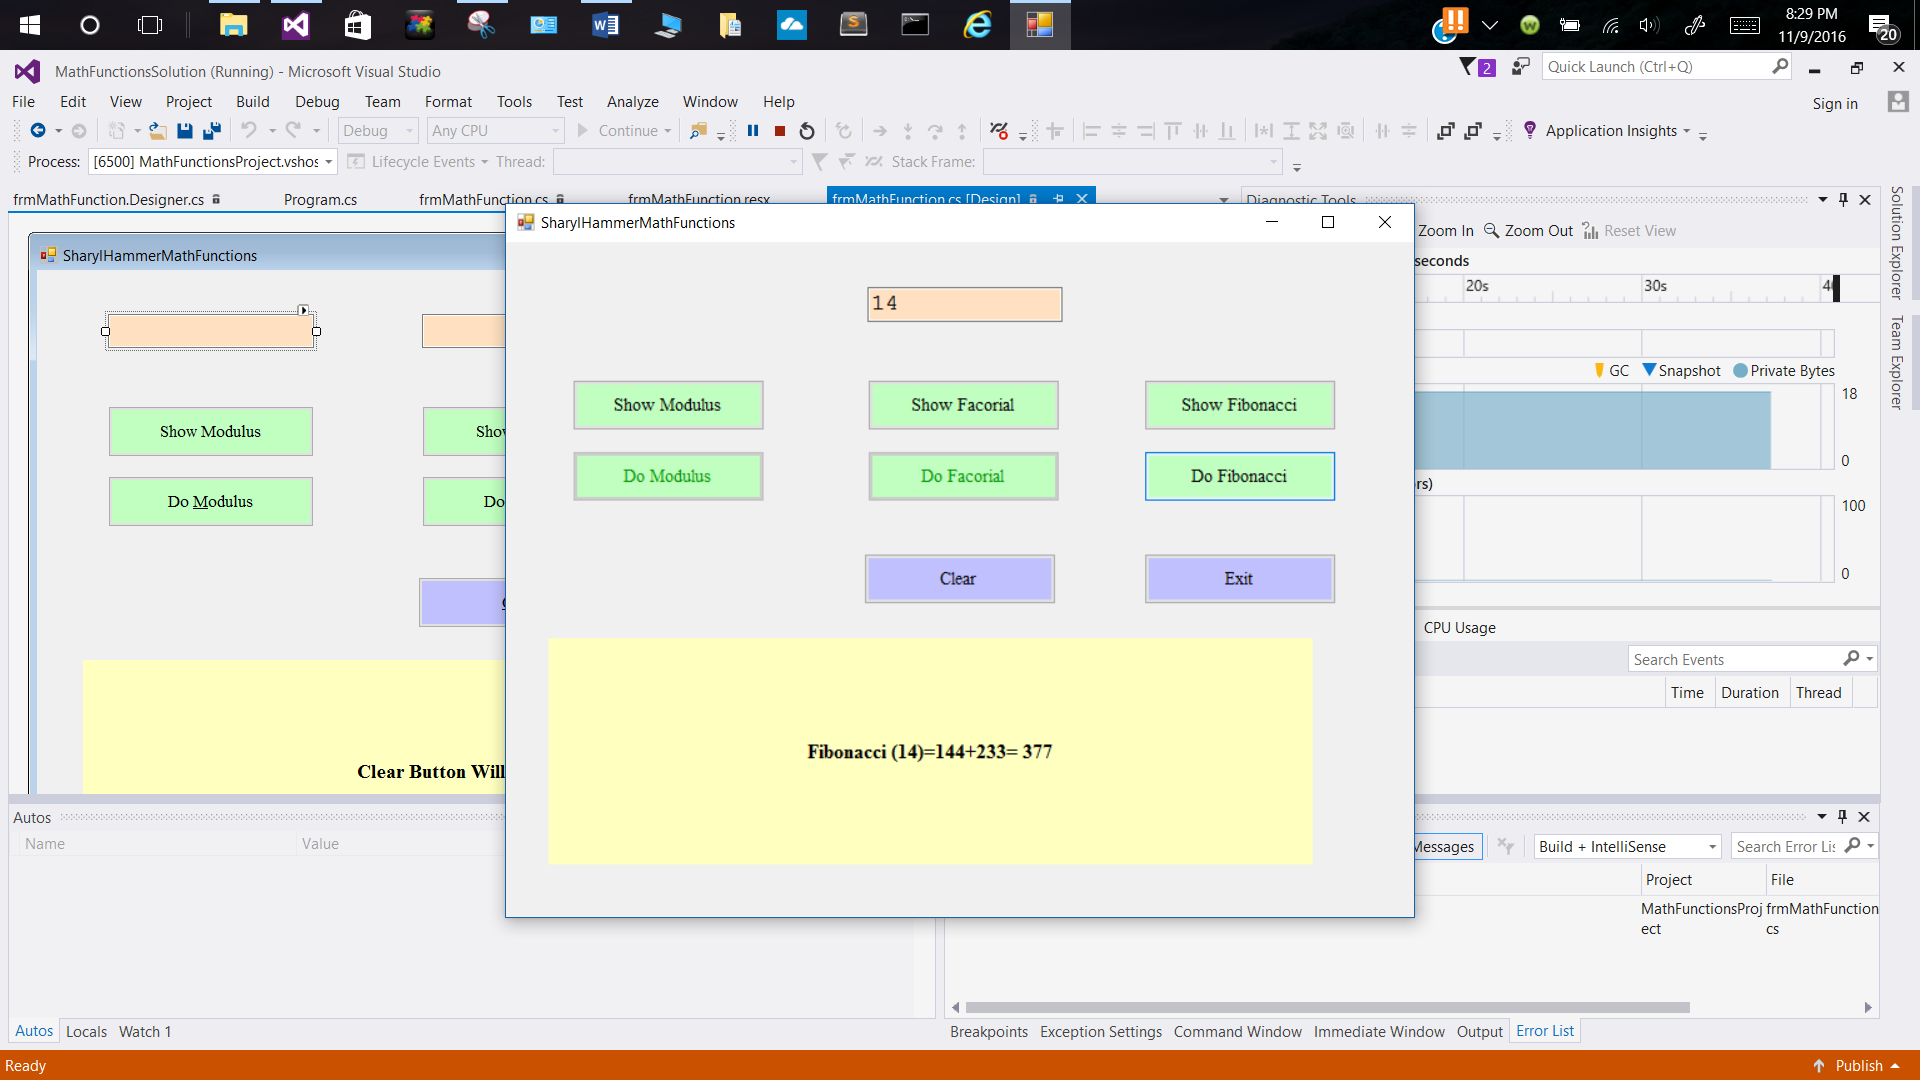 8:29 PM
11/9/2016
20
MathFunctionsSolution (Running) - Microsoft Visual Studio
2
Quick Launch (Ctrl+Q)
File Edit View Project Build Debug Team Format Tools Test Analyze Window Help
Sign in
Debug Any CPU Continue Application Insights
Process: [6500] MathFunctionsProject.vshos Lifecycle Events Thread: Stack Frame:
frmMathFunction.Designer.cs Program.cs frmMathFunction.cs frmMathFunction.resx frmMathFunction.cs [Design]
Diagnostic Tools
Solution Explorer
Team Explorer
Zoom In Zoom Out Reset View
seconds
20s 30s 4
GC Snapshot Private Bytes
18
0
rs)
100
0
CPU Usage
Search Events
Time Duration Thread
SharylHammerMathFunctions
Show Modulus
Show
Do Modulus
Do
C
Clear Button Will
SharylHammerMathFunctions
14
Show Modulus Show Facorial Show Fibonacci
Do Modulus Do Facorial Do Fibonacci
Clear Exit
Fibonacci (14)=144+233= 377
Autos
Name Value
Messages Build + IntelliSense Search Error Lis
Project File
MathFunctionsProj frmMathFunction
ect cs
Autos Locals Watch 1
Breakpoints Exception Settings Command Window Immediate Window Output Error List
Ready
Publish